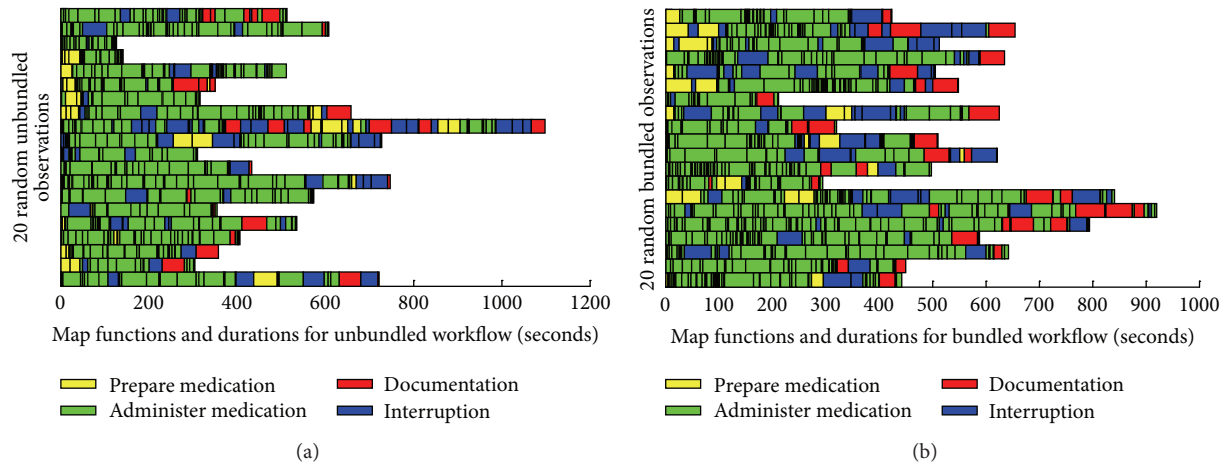 20 random unbundled
observations
0 200 400 600 800 1000 1200
Map functions and durations for unbundled workflow (seconds)
Prepare medication
Documentation
Administer medication
Interruption
(a)
20 random bundled observations
0 100 200 300 400 500 600 700 800 900 1000
Map functions and durations for bundled workflow (seconds)
Prepare medication
Documentation
Administer medication
Interruption
(b)